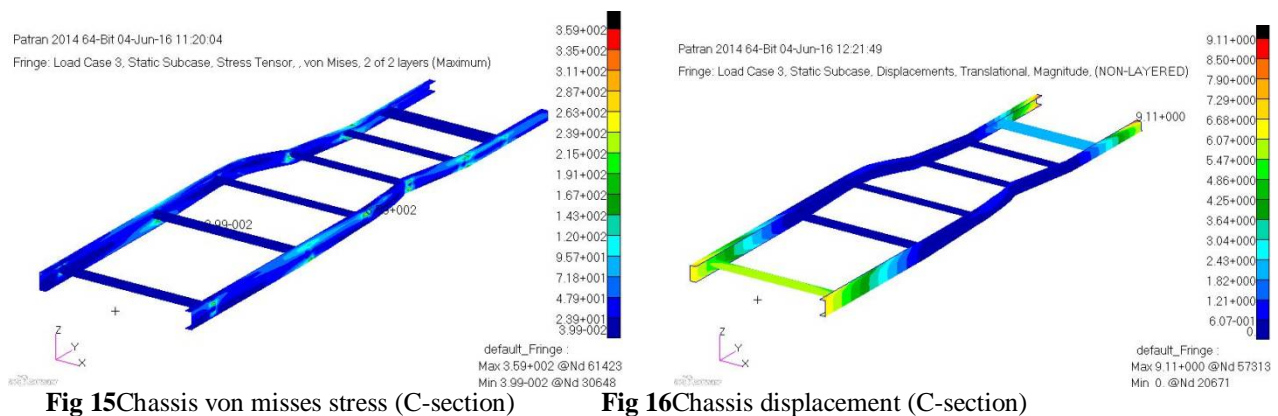 Patran 2014 64-Bit 04-Jun-16 11:20:04
Fringe: Load Case 3, Static Subcase, Stress Tensor, , von Mises, 2 of 2 layers (Maximum)
3.59+002
3.35+002
3.11+002
2.87+002
2.63+002
2.39+002
2.15+002
1.91+002
1.67+002
1.43+002
1.20+002
9.57+001
7.18+001
4.79+001
2.39+001
3.99-002
Z
Y
X
default_Fringe :
Max 3.59+002 @Nd 61423
Min 3.99-002 @Nd 30648
Patran 2014 64-Bit 04-Jun-16 12:21:49
Fringe: Load Case 3, Static Subcase, Displacements, Translational, Magnitude, (NON-LAYERED)
9.11+000
9.11+000
8.50+000
7.90+000
7.29+000
6.68+000
6.07+000
5.47+000
4.86+000
4.25+000
3.64+000
3.04+000
2.43+000
1.82+000
1.21+000
6.07-001
0.
Z
Y
X
default_Fringe :
Max 9.11+000 @Nd 57313
Min 0. @Nd 20671
Fig 15Chassis von misses stress (C-section)
Fig 16Chassis displacement (C-section)